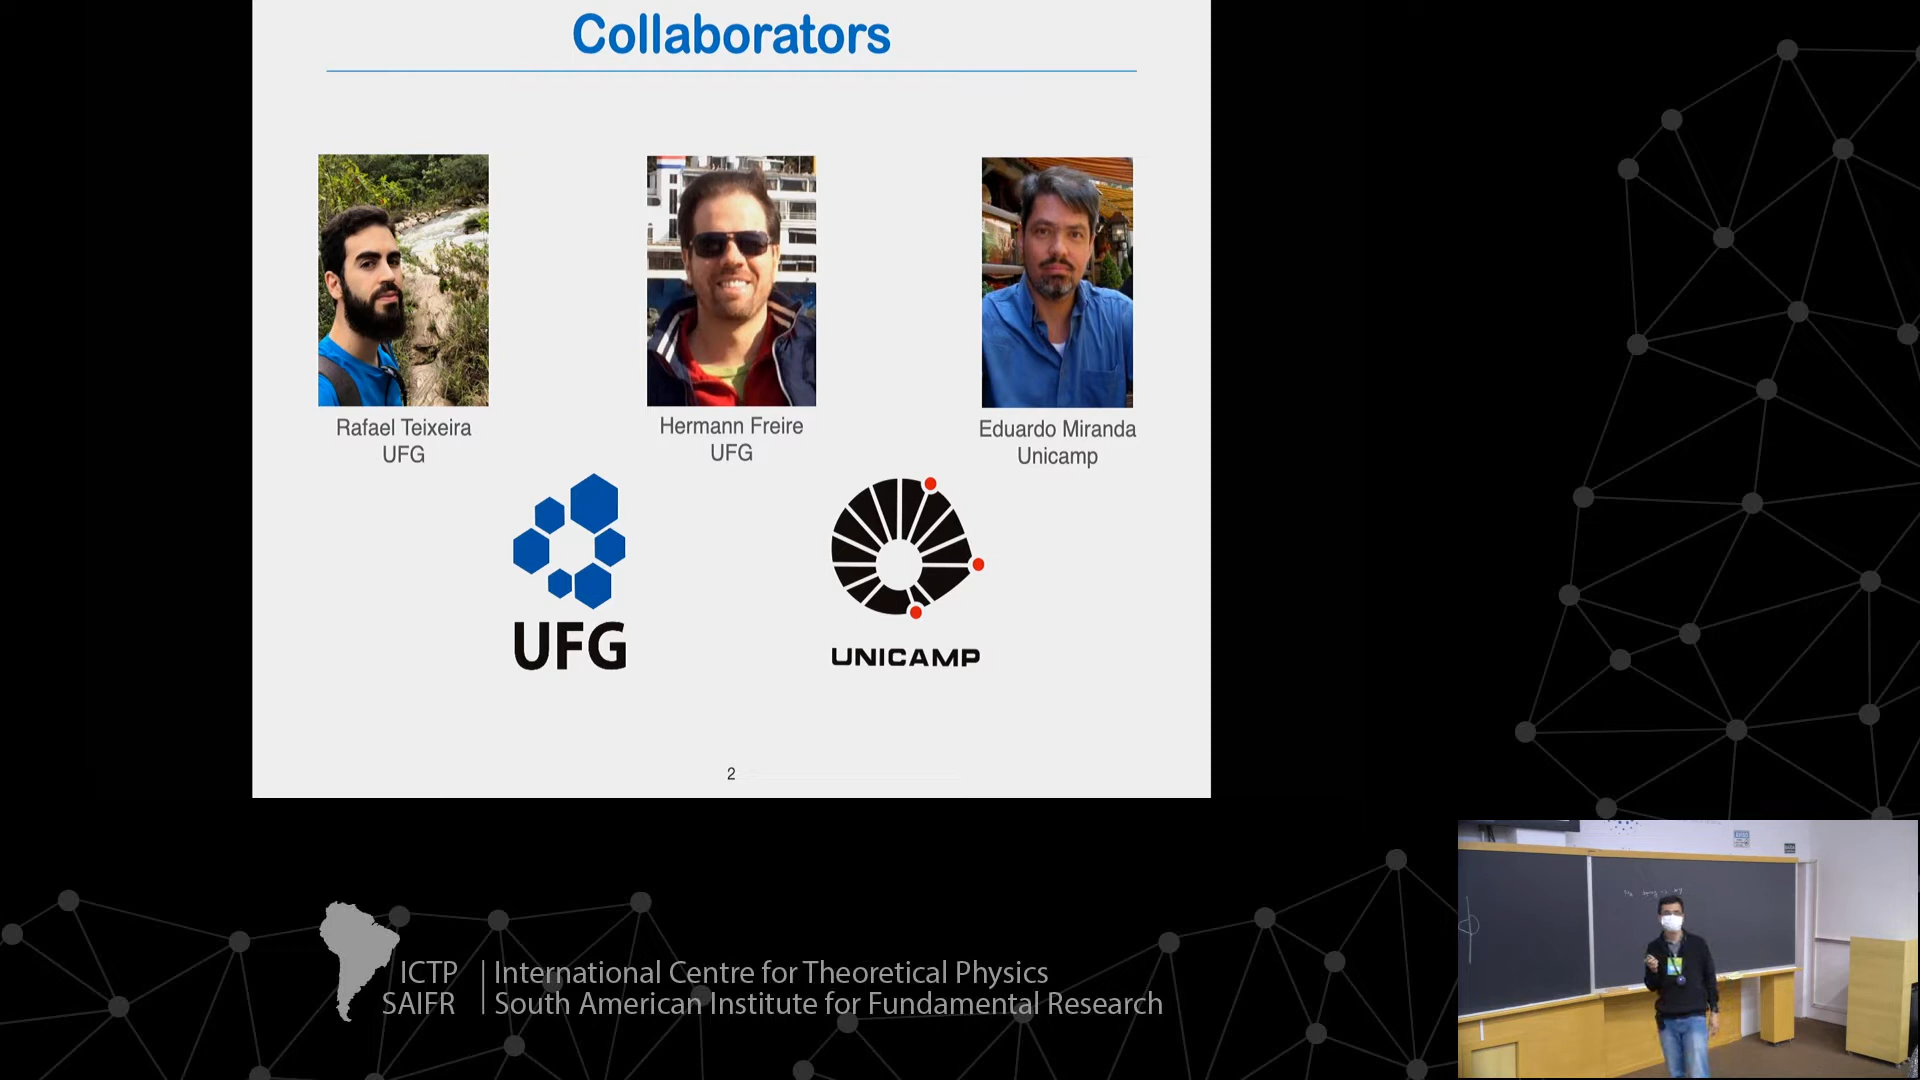 Collaborators
Rafael Teixeira
UFG
Hermann Freire
UFG
Eduardo Miranda
Unicamp
UFG
UNICAMP
2
ICTP
SAIFR
International Centre for Theoretical Physics
South American Institute for Fundamental Research